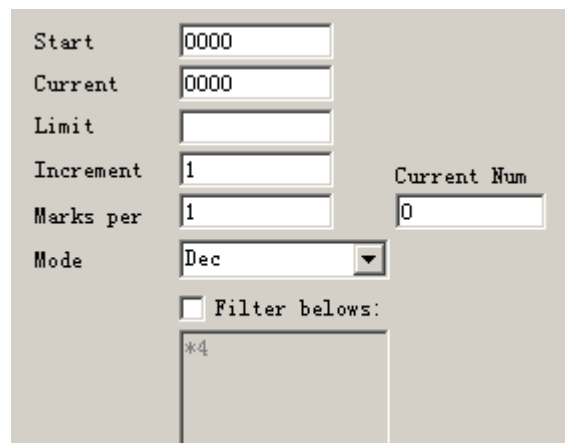 Start 0000
Current 0000
Limit
Increment 1
Current Num
Marks per 1 0
Mode Dec
Filter belows:
*4